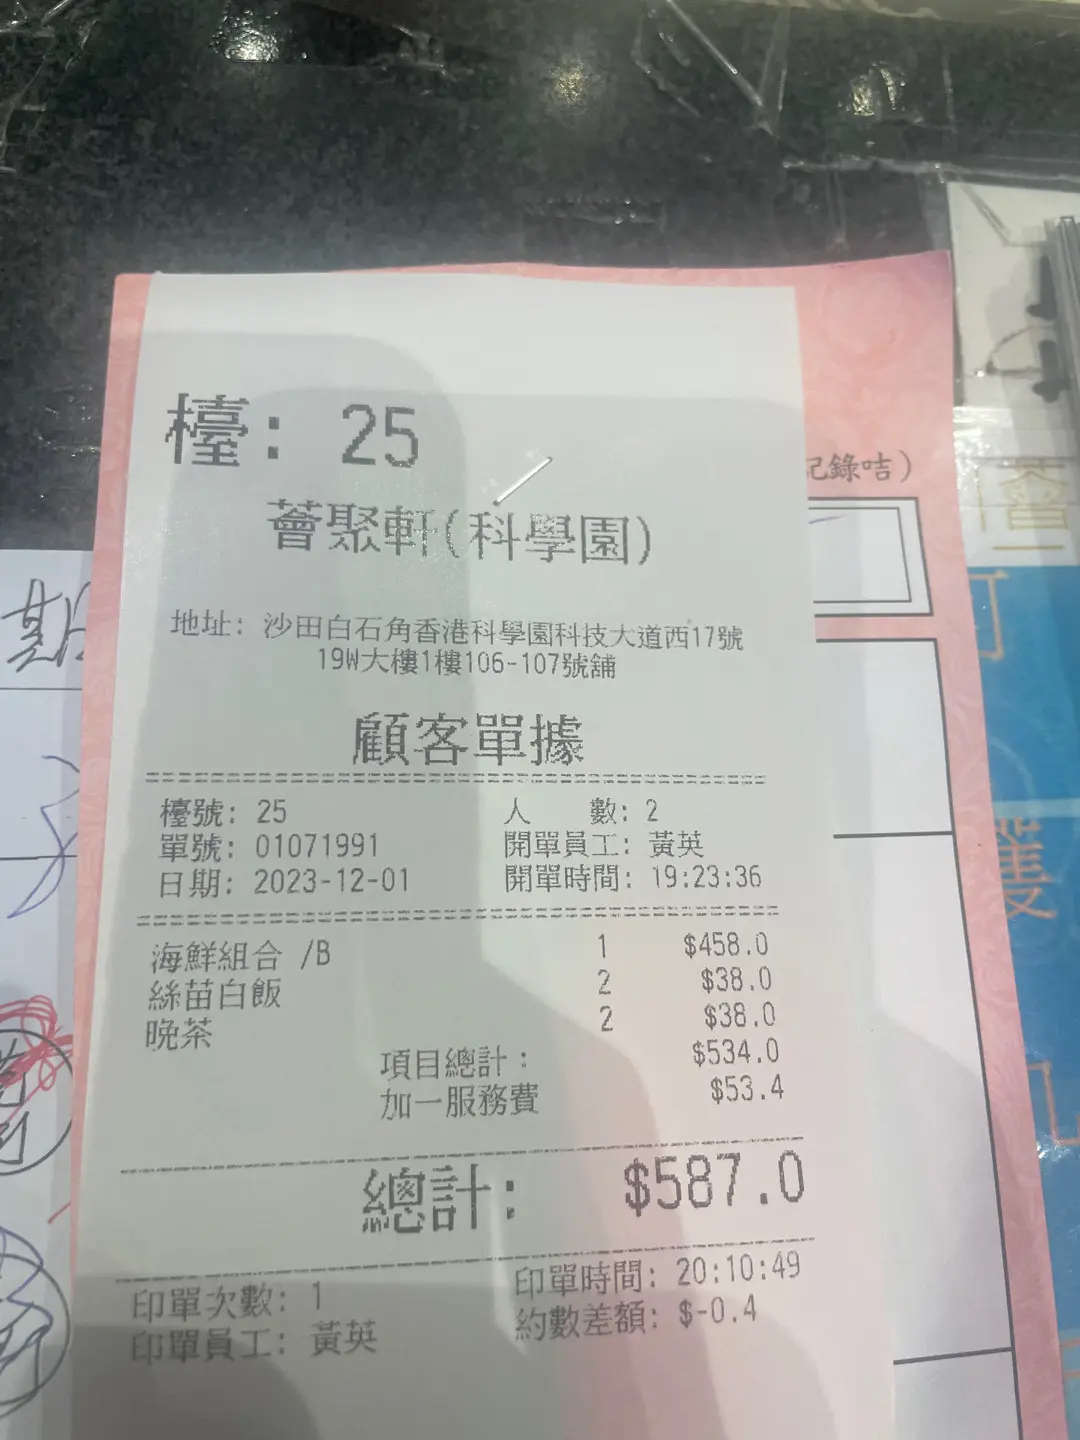 檯: 25
薈聚軒(科學園)
地址: 沙田白石角香港科學園科技大道西17號
19W大樓1樓106-107號舖
顧客單據
檯號: 25 人 數: 2
單號: 01071991 開單員工: 黃英
日期: 2023-12-01 開單時間: 19:23:36
海鮮組合 /B 1 $458.0
絲苗白飯 2 $38.0
晚茶 2 $38.0
項目總計: $534.0
加一服務費 $53.4
總計: $587.0
印單次數: 1 印單時間: 20:10:49
印單員工: 黃英 約數差額: $-0.4
記錄咭)
期